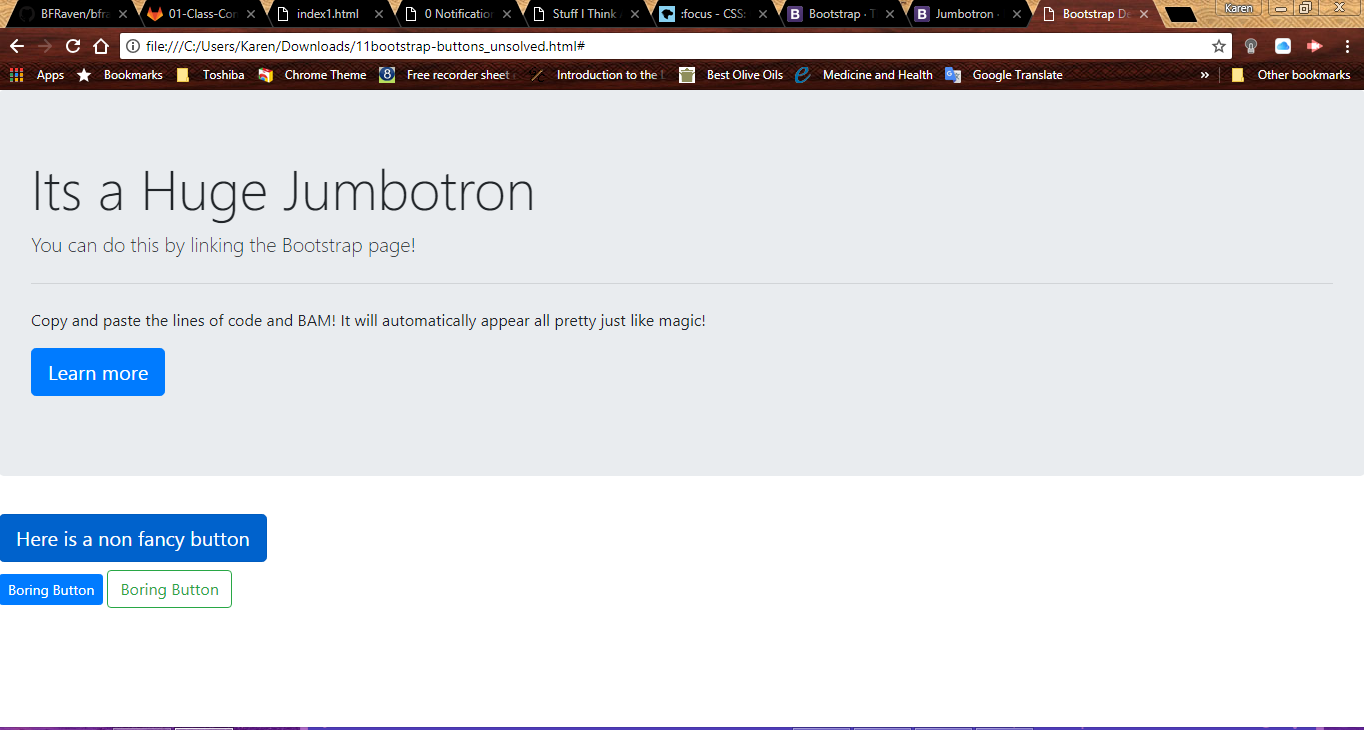 BFRaven/bfra
01-Class-Con
index1.html
0 Notification
Stuff I Think
:focus - CSS:
B Bootstrap · T
B Jumbotron ·
Bootstrap De
Karen
file:///C:/Users/Karen/Downloads/11bootstrap-buttons_unsolved.html#
Apps Bookmarks Toshiba Chrome Theme 8 Free recorder sheet Introduction to the Best Olive Oils Medicine and Health Google Translate » Other bookmarks
Its a Huge Jumbotron
You can do this by linking the Bootstrap page!
Copy and paste the lines of code and BAM! It will automatically appear all pretty just like magic!
Learn more
Here is a non fancy button
Boring Button Boring Button